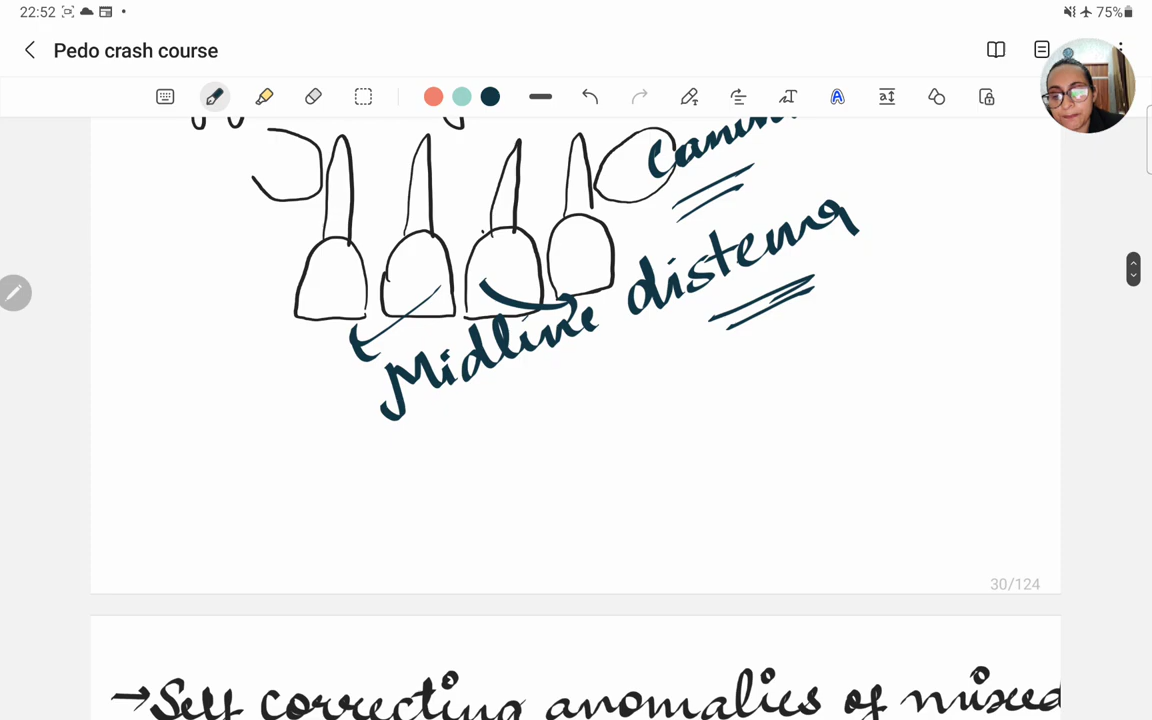 22:52 75%
Pedo crash course
Midline distema
30/124
→ Self correcting anomalies of mixed